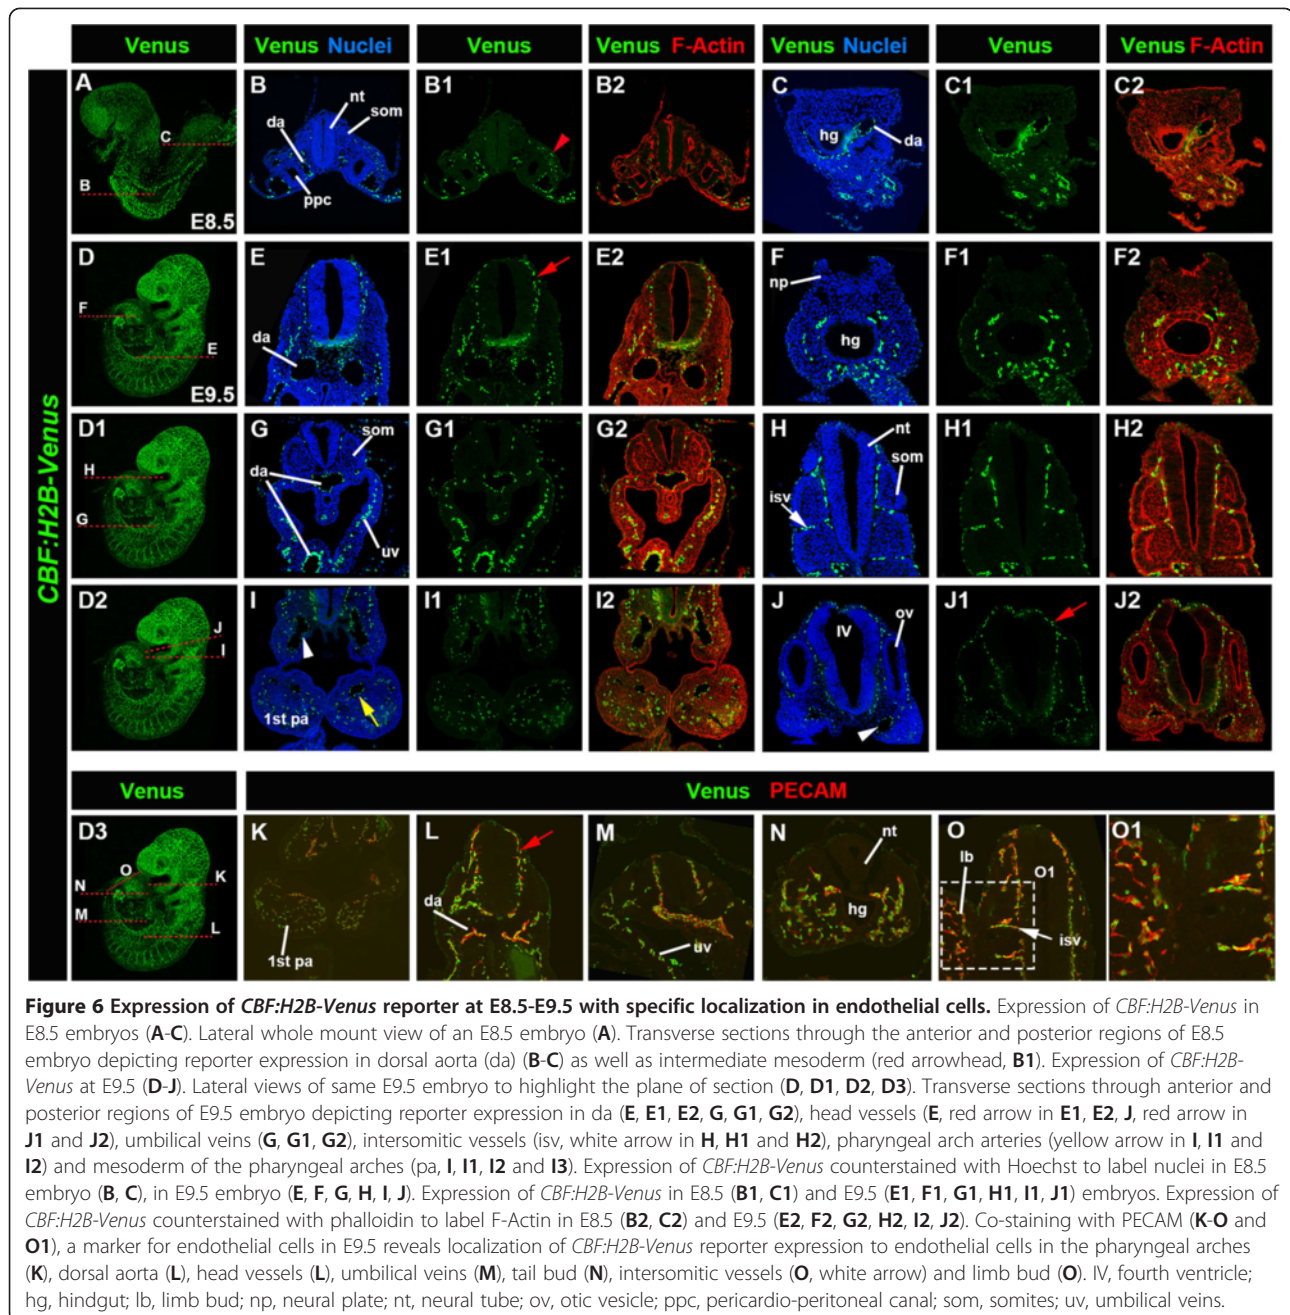 Venus
Venus Nuclei
Venus
Venus F-Actin
Venus Nuclei
Venus
Venus F-Actin
CBF:H2B-Venus
A
C
B
E8.5
B
nt
som
da
ppc
B1
B2
C
hg
da
C1
C2
D
F
E
E9.5
E
da
E1
E2
F
np
hg
F1
F2
D1
H
G
G
som
da
uv
G1
G2
H
nt
som
isv
H1
H2
D2
J
I
I
1st pa
I1
I2
J
IV
ov
J1
J2
Venus
Venus PECAM
D3
O
N
K
M
L
K
1st pa
L
da
M
uv
N
nt
hg
O
lb
O1
isv
O1
Figure 6 Expression of CBF:H2B-Venus reporter at E8.5-E9.5 with specific localization in endothelial cells. Expression of CBF:H2B-Venus in
E8.5 embryos (A-C). Lateral whole mount view of an E8.5 embryo (A). Transverse sections through the anterior and posterior regions of E8.5
embryo depicting reporter expression in dorsal aorta (da) (B-C) as well as intermediate mesoderm (red arrowhead, B1). Expression of CBF:H2B-
Venus at E9.5 (D-J). Lateral views of same E9.5 embryo to highlight the plane of section (D, D1, D2, D3). Transverse sections through anterior and
posterior regions of E9.5 embryo depicting reporter expression in da (E, E1, E2, G, G1, G2), head vessels (E, red arrow in E1, E2, J, red arrow in
J1 and J2), umbilical veins (G, G1, G2), intersomitic vessels (isv, white arrow in H, H1 and H2), pharyngeal arch arteries (yellow arrow in I, I1 and
I2) and mesoderm of the pharyngeal arches (pa, I, I1, I2 and I3). Expression of CBF:H2B-Venus counterstained with Hoechst to label nuclei in E8.5
embryo (B, C), in E9.5 embryo (E, F, G, H, I, J). Expression of CBF:H2B-Venus in E8.5 (B1, C1) and E9.5 (E1, F1, G1, H1, I1, J1) embryos. Expression of
CBF:H2B-Venus counterstained with phalloidin to label F-Actin in E8.5 (B2, C2) and E9.5 (E2, F2, G2, H2, I2, J2). Co-staining with PECAM (K-O and
O1), a marker for endothelial cells in E9.5 reveals localization of CBF:H2B-Venus reporter expression to endothelial cells in the pharyngeal arches
(K), dorsal aorta (L), head vessels (L), umbilical veins (M), tail bud (N), intersomitic vessels (O, white arrow) and limb bud (O). IV, fourth ventricle;
hg, hindgut; lb, limb bud; np, neural plate; nt, neural tube; ov, otic vesicle; ppc, pericardio-peritoneal canal; som, somites; uv, umbilical veins.